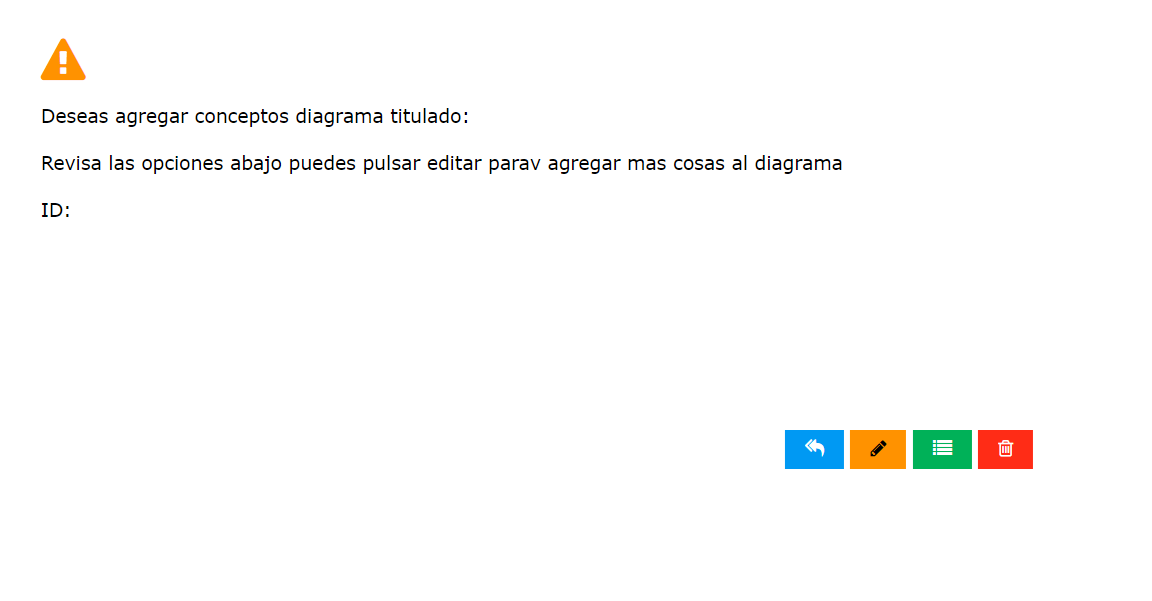 Deseas agregar conceptos diagrama titulado:
Revisa las opciones abajo puedes pulsar editar parav agregar mas cosas al diagrama
ID: